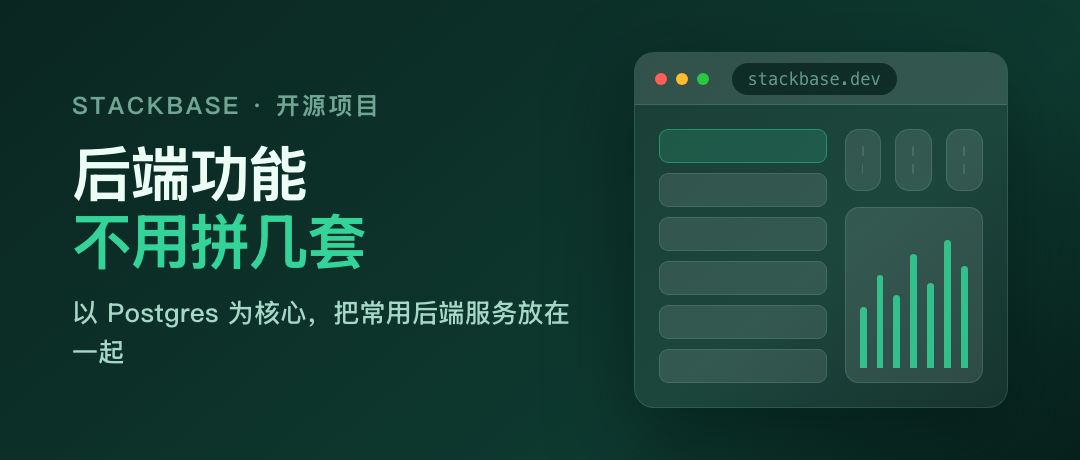 STACKBASE · 开源项目
后端功能
不用拼几套
以 Postgres 为核心，把常用后端服务放在
一起
stackbase.dev